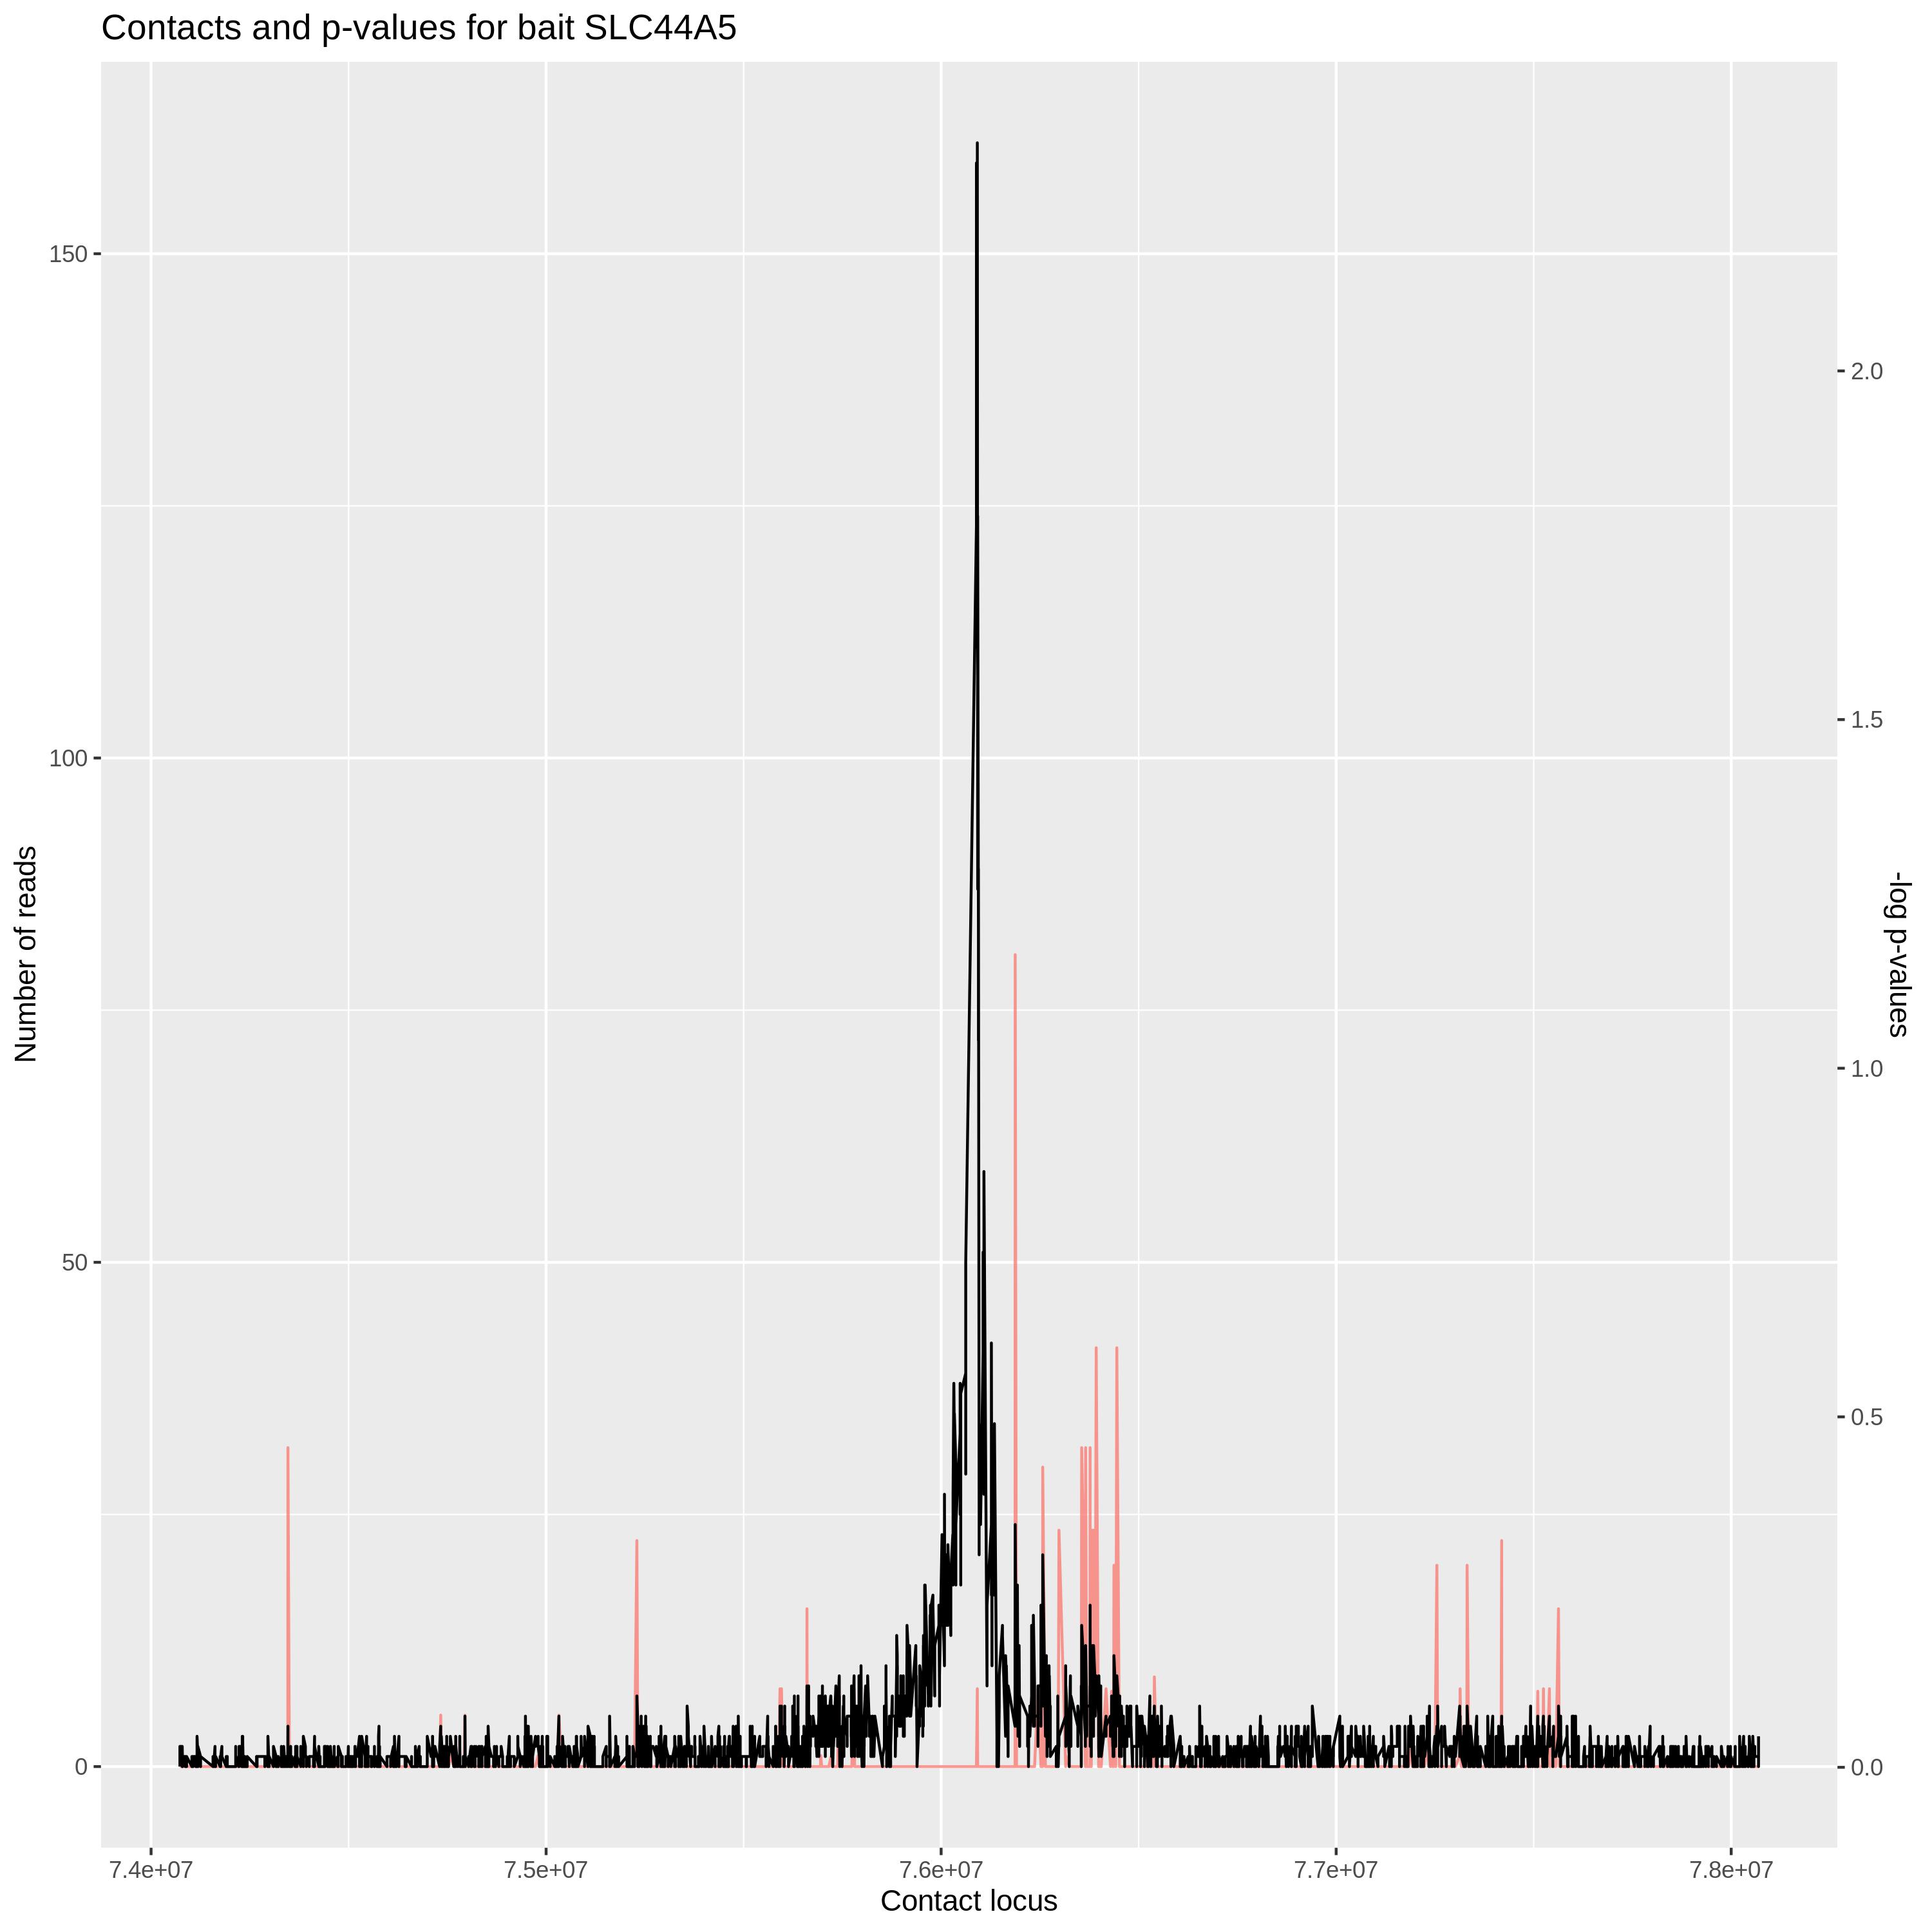 Contacts and p-values for bait SLC44A5
150
100
50
0
Number of reads
2.0
1.5
1.0
0.5
0.0
-log p-values
7.4e+07
7.5e+07
7.6e+07
7.7e+07
7.8e+07
Contact locus